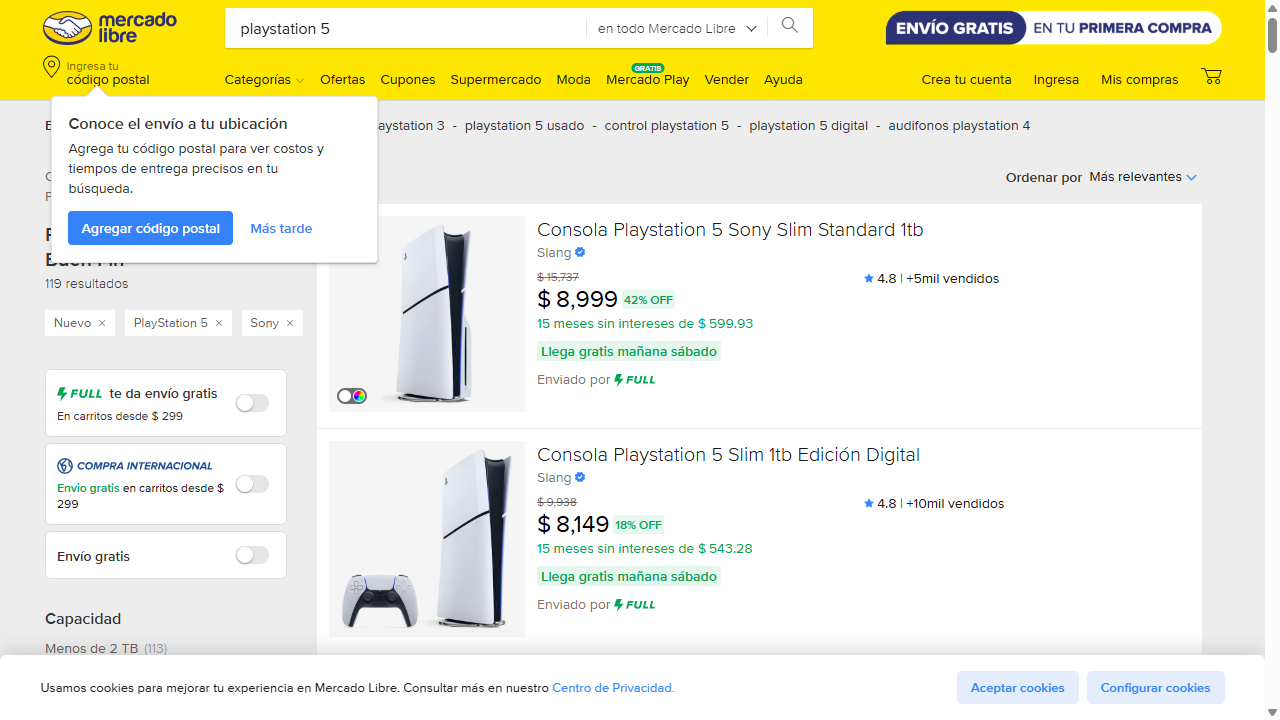 mercado
libre
playstation 5
en todo Mercado Libre
ENVÍO GRATIS EN TU PRIMERA COMPRA
Ingresa tu
código postal
Categorías
Ofertas
Cupones
Supermercado
Moda
GRATIS
Mercado Play
Vender
Ayuda
Crea tu cuenta
Ingresa
Mis compras
Conoce el envío a tu ubicación
Agrega tu código postal para ver costos y
tiempos de entrega precisos en tu
búsqueda.
Agregar código postal
Más tarde
aystation 3 - playstation 5 usado - control playstation 5 - playstation 5 digital - audifonos playstation 4
Ordenar por Más relevantes
119 resultados
Nuevo ×
PlayStation 5 ×
Sony ×
FULL te da envío gratis
En carritos desde $ 299
COMPRA INTERNACIONAL
Envio gratis en carritos desde $
299
Envío gratis
Capacidad
Menos de 2 TB (113)
Consola Playstation 5 Sony Slim Standard 1tb
Slang
$ 15,737
$ 8,999 42% OFF
15 meses sin intereses de $ 599.93
Llega gratis mañana sábado
Enviado por FULL
4.8 | +5mil vendidos
Consola Playstation 5 Slim 1tb Edición Digital
Slang
$ 9,938
$ 8,149 18% OFF
15 meses sin intereses de $ 543.28
Llega gratis mañana sábado
Enviado por FULL
4.8 | +10mil vendidos
Usamos cookies para mejorar tu experiencia en Mercado Libre. Consultar más en nuestro Centro de Privacidad.
Aceptar cookies
Configurar cookies